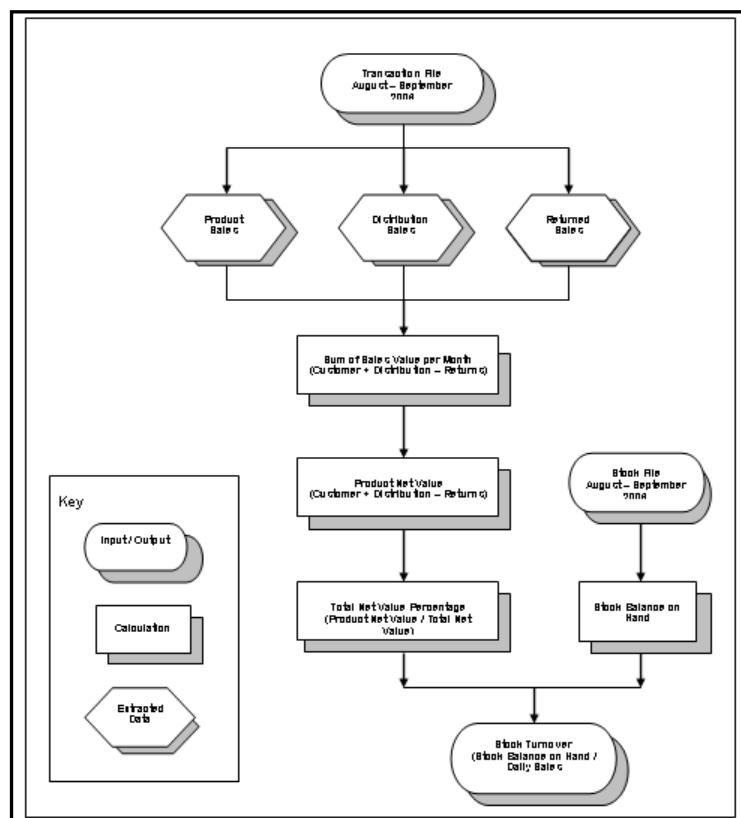 Transaction File
August – September
2006
Product
Sales
Distribution
Sales
Returned
Sales
Sum of Sales Value per Month
(Customer + Distribution – Returns)
Product Net Value
(Customer + Distribution – Returns)
Stock File
August – September
2006
Total Net Value Percentage
(Product Net Value / Total Net
Value)
Stock Balance on
Hand
Stock Turnover
(Stock Balance on Hand /
Daily Sales
Key
Input / Output
Calculation
Extracted
Data